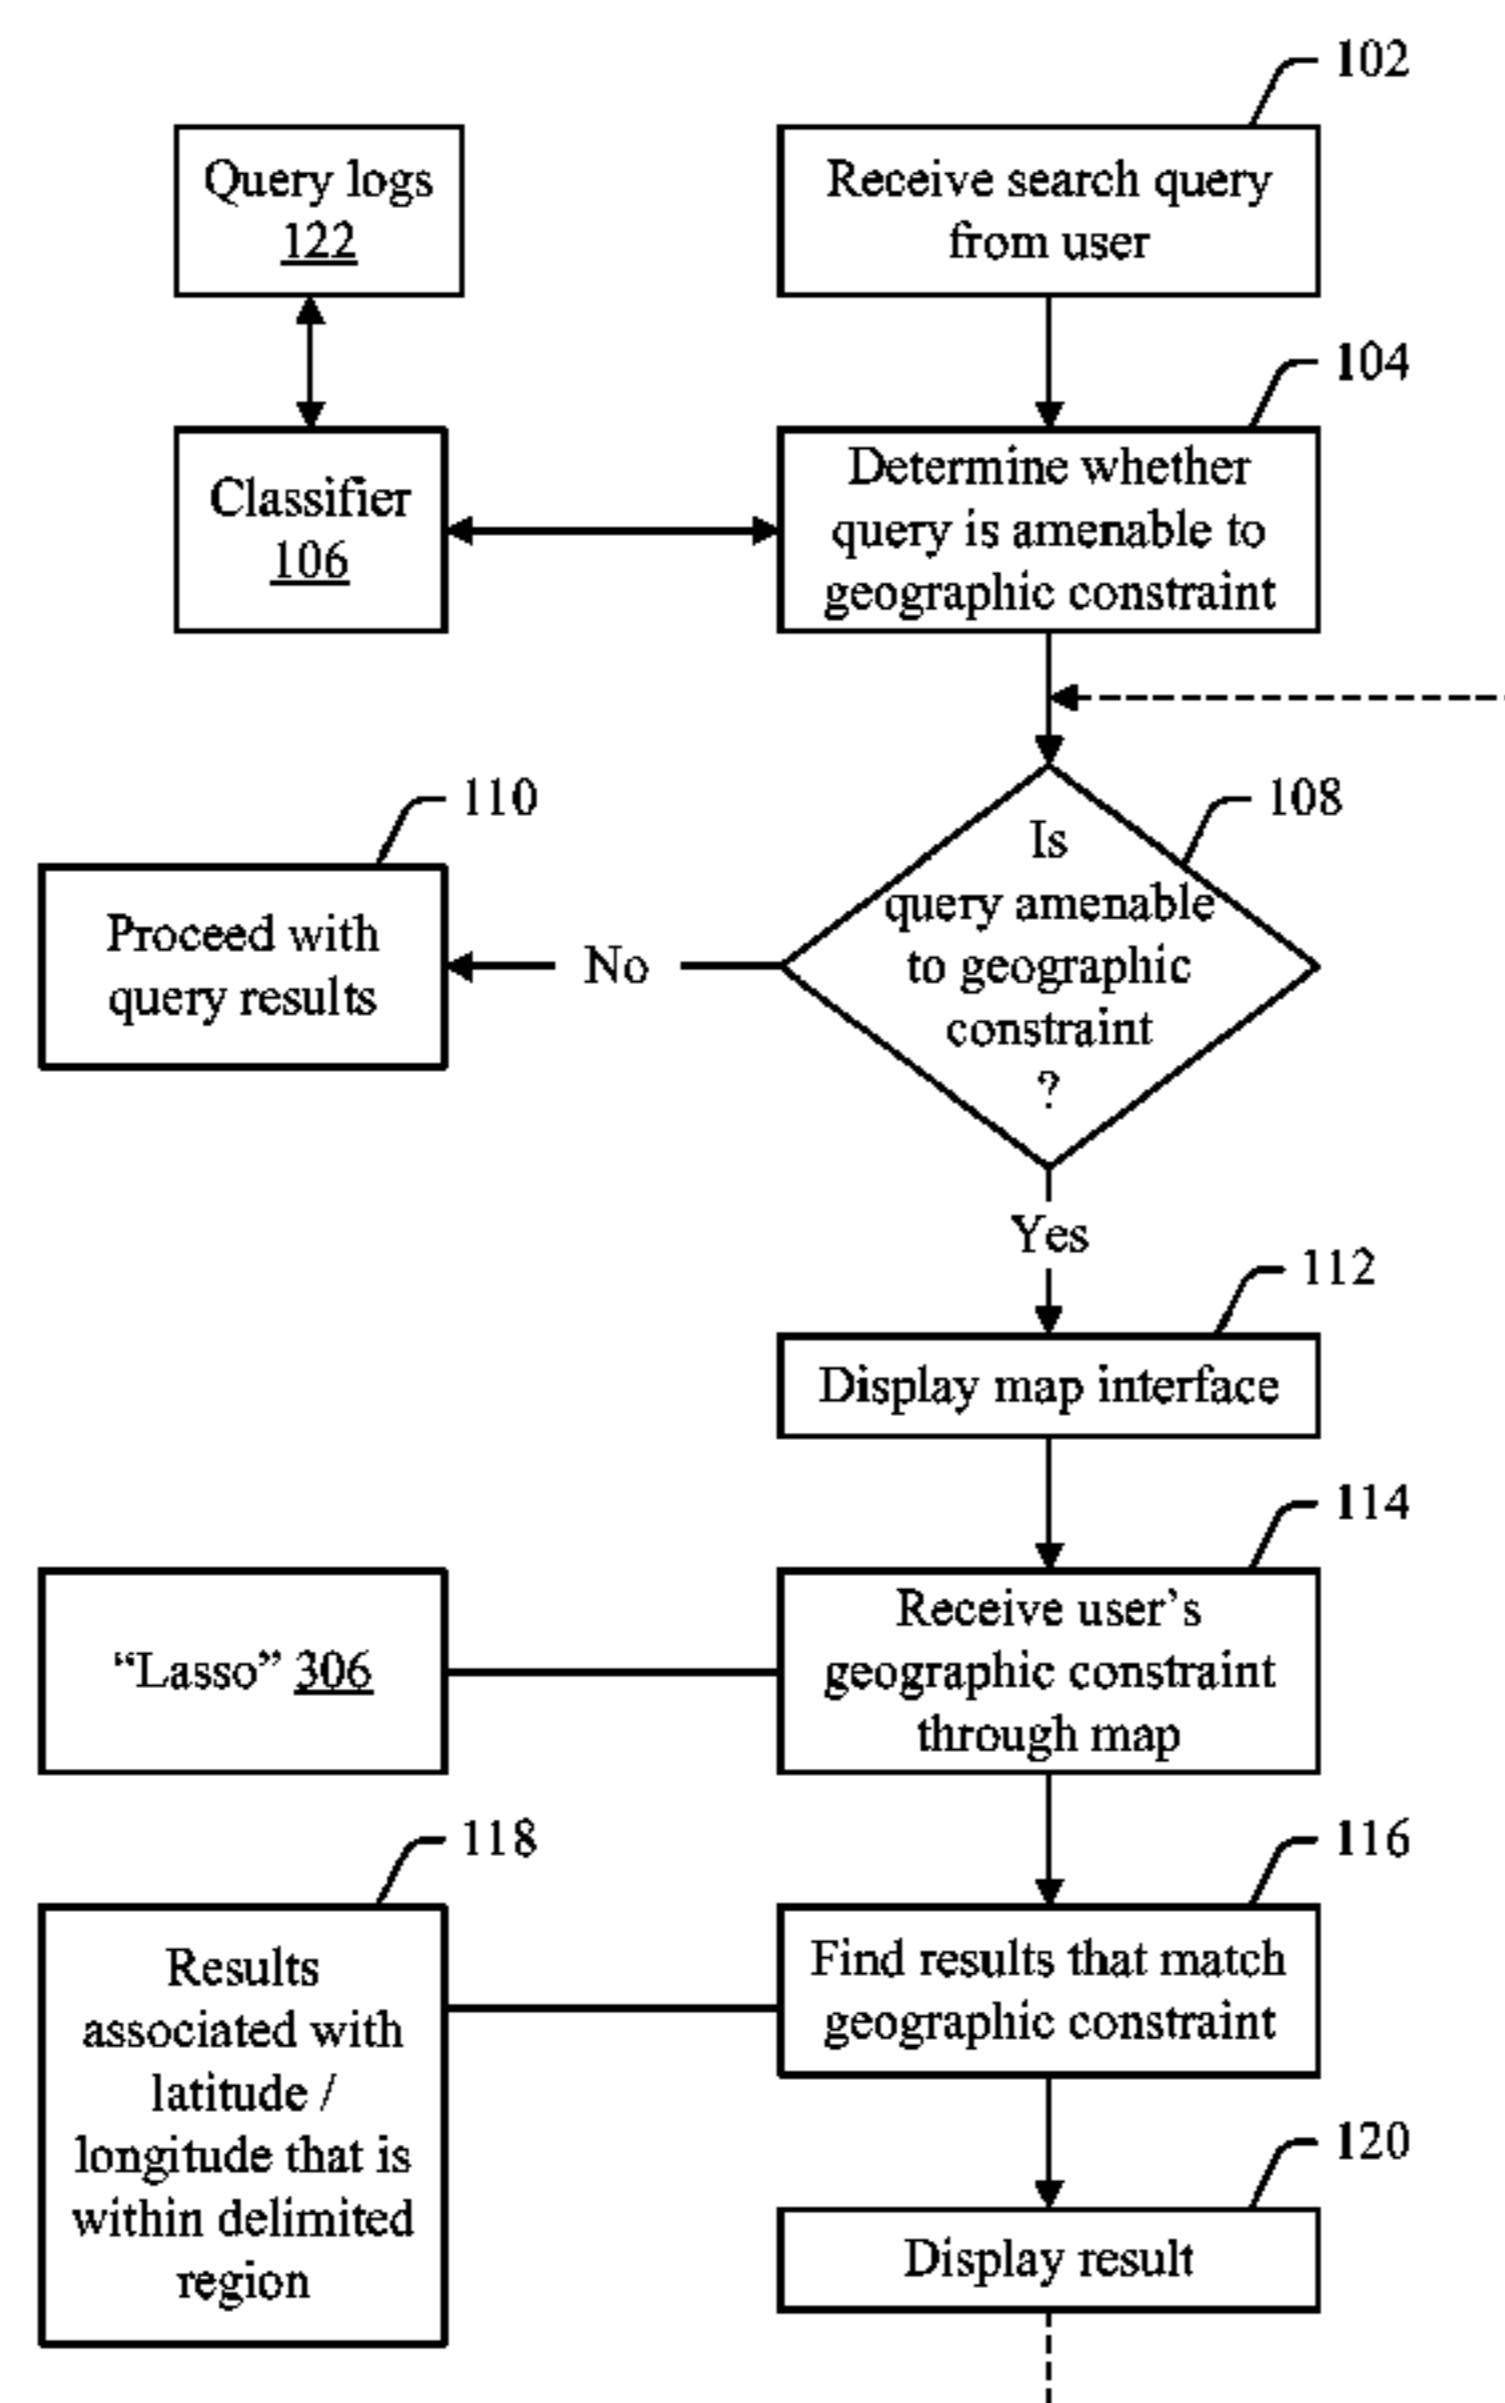 102
Query logs
122
Receive search query
from user
104
Classifier
106
Determine whether
query is amenable to
geographic constraint
110
108
Proceed with
query results
No
Is
query amenable
to geographic
constraint
?
Yes
112
Display map interface
114
“Lasso” 306
Receive user’s
geographic constraint
through map
118
116
Results
associated with
latitude /
longitude that is
within delimited
region
Find results that match
geographic constraint
120
Display result